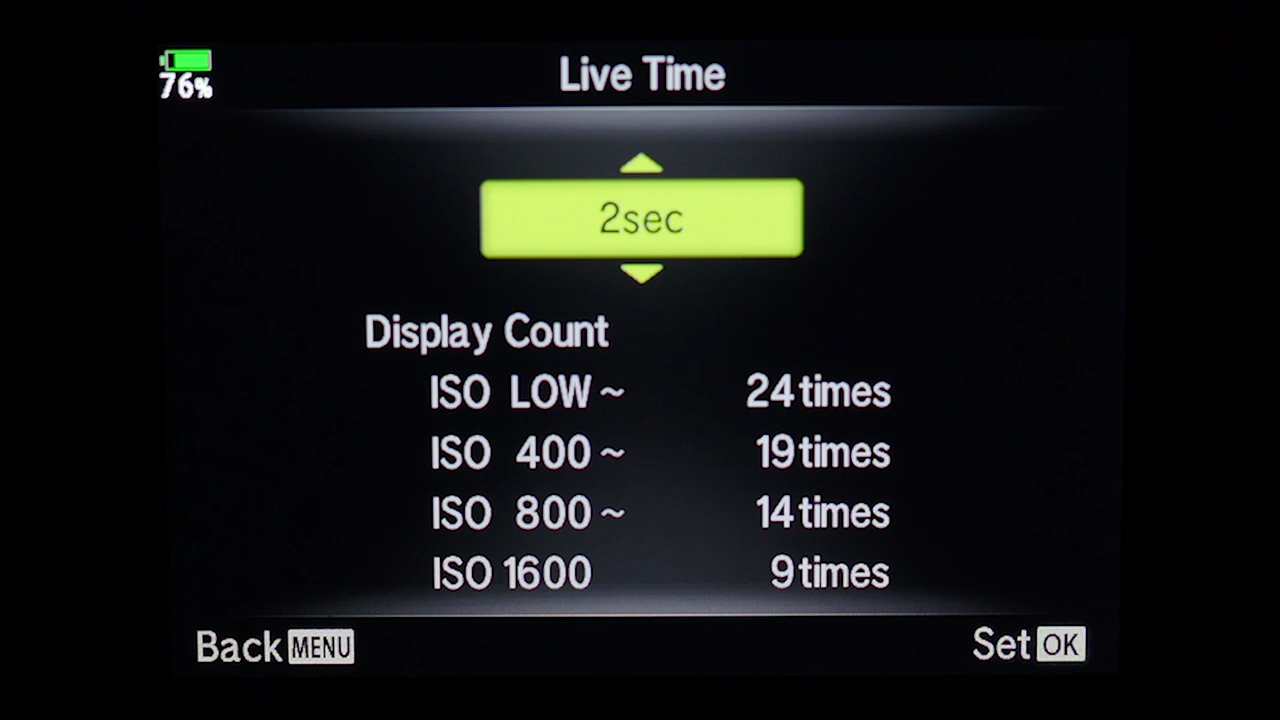 76%
Live Time
2sec
Display Count
ISO LOW ~ 24 times
ISO 400 ~ 19 times
ISO 800 ~ 14 times
ISO 1600 9 times
Back MENU
Set OK